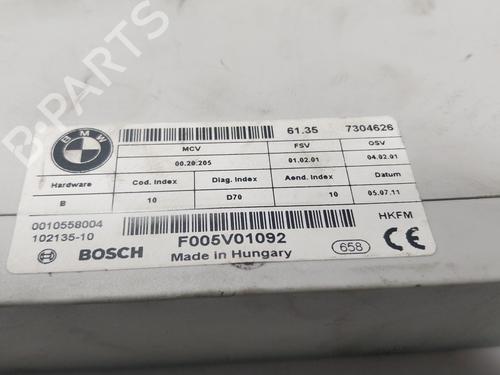 B-PARTS
BMW
61.35 7304626
MCV FSV OSV
00.20.205 01.02.01 04.02.01
Hardware Cod. Index Diag. Index Aend. Index Datum
B 10 D70 10 05.07.11
0010558004 HKFM
102135-10 F005V01092
BOSCH Made in Hungary 658 CE